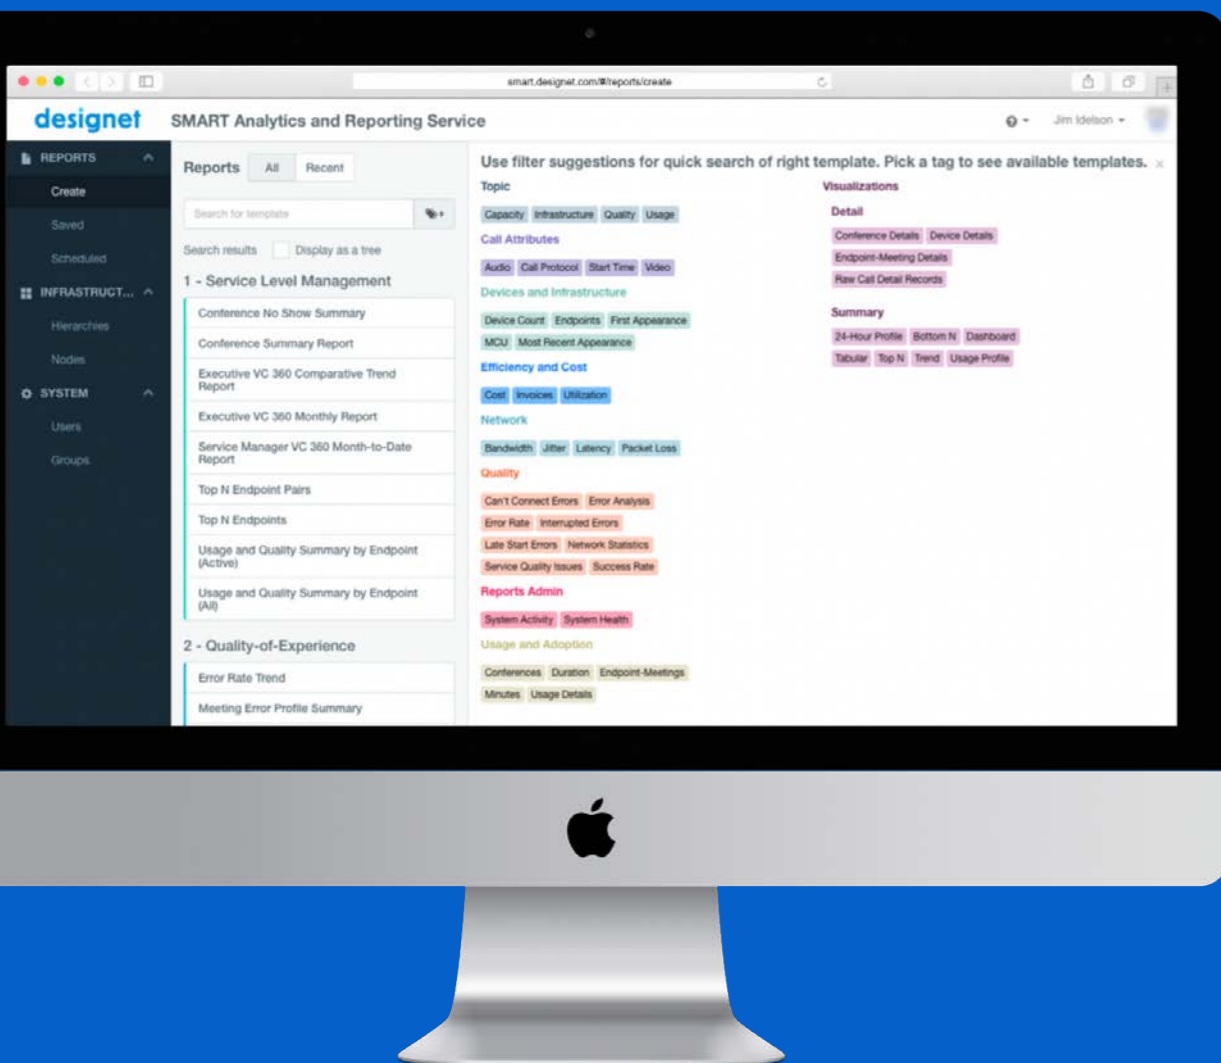 smart.designet.com/#/reports/create
designet
SMART Analytics and Reporting Service
Jim Idelson
REPORTS
Create
Saved
Scheduled
INFRASTRUCT...
Hierarchies
Nodes
SYSTEM
Users
Groups
Reports
All
Recent
Search for template
Search results
Display as a tree
1 - Service Level Management
Conference No Show Summary
Conference Summary Report
Executive VC 360 Comparative Trend
Report
Executive VC 360 Monthly Report
Service Manager VC 360 Month-to-Date
Report
Top N Endpoint Pairs
Top N Endpoints
Usage and Quality Summary by Endpoint
(Active)
Usage and Quality Summary by Endpoint
(All)
2 - Quality-of-Experience
Error Rate Trend
Meeting Error Profile Summary
Use filter suggestions for quick search of right template. Pick a tag to see available templates.
Topic
Capacity Infrastructure Quality Usage
Call Attributes
Audio Call Protocol Start Time Video
Devices and Infrastructure
Device Count Endpoints First Appearance
MCU Most Recent Appearance
Efficiency and Cost
Cost Invoices Utilization
Network
Bandwidth Jitter Latency Packet Loss
Quality
Can't Connect Errors Error Analysis
Error Rate Interrupted Errors
Late Start Errors Network Statistics
Service Quality Issues Success Rate
Reports Admin
System Activity System Health
Usage and Adoption
Conferences Duration Endpoint-Meetings
Minutes Usage Details
Visualizations
Detail
Conference Details Device Details
Endpoint-Meeting Details
Raw Call Detail Records
Summary
24-Hour Profile Bottom N Dashboard
Tabular Top N Trend Usage Profile